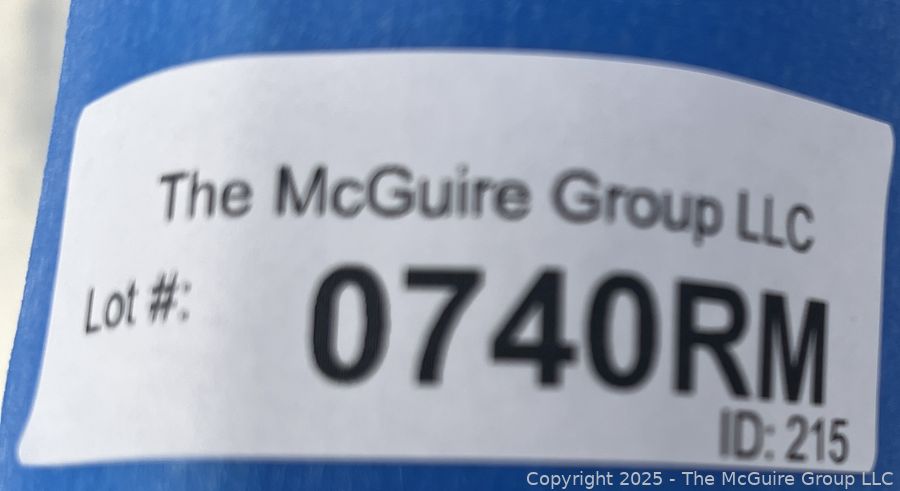 The McGuire Group LLC
Lot #: 0740RM
ID: 215
Copyright 2025 - The McGuire Group LLC